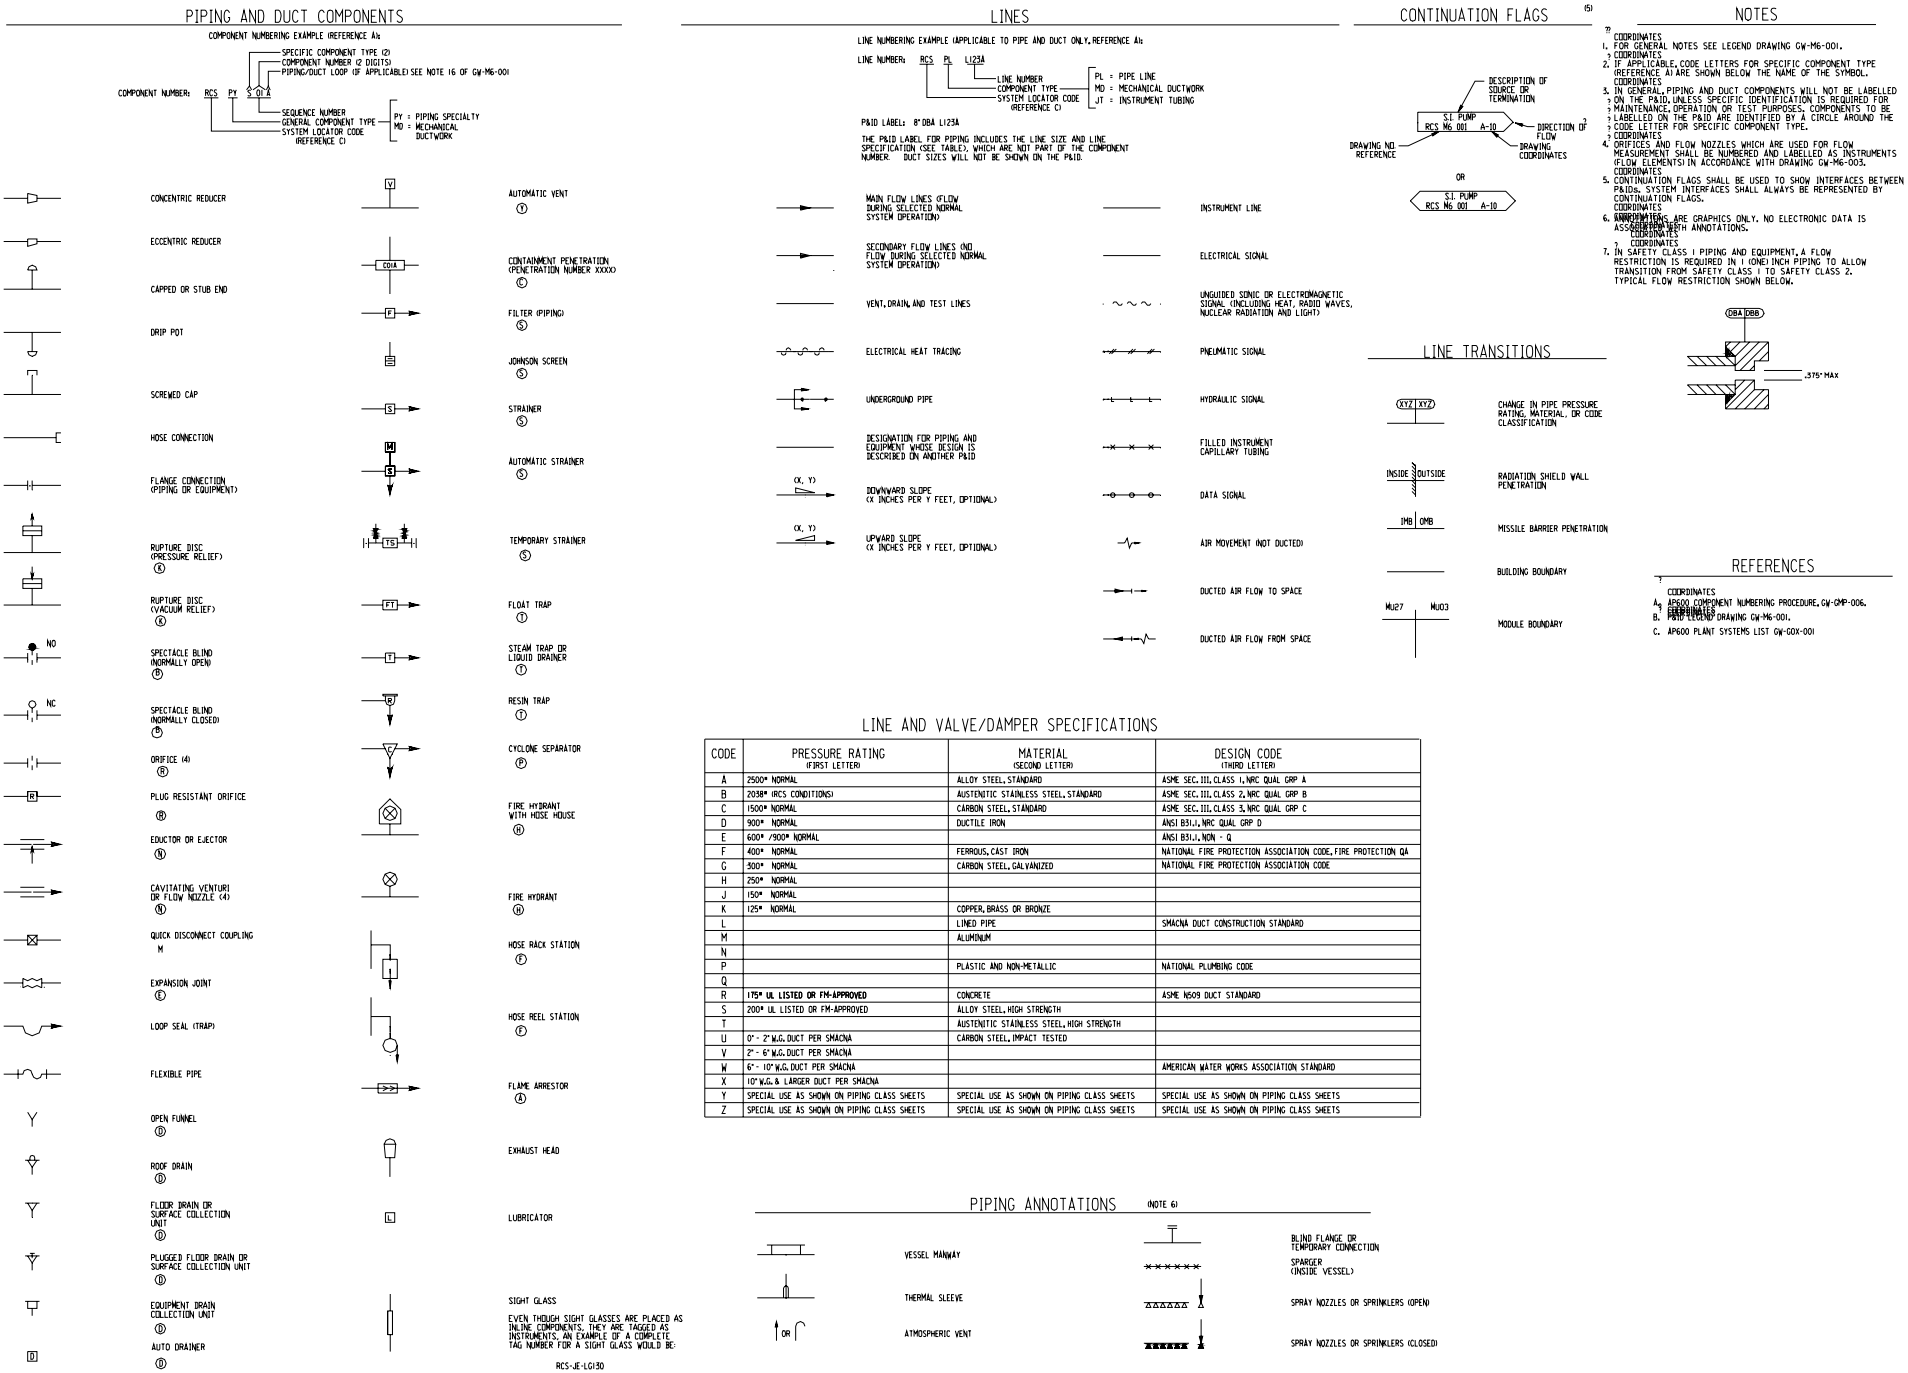 PIPING AND DUCT COMPONENTS
COMPONENT NUMBERING EXAMPLE (REFERENCE A):
SPECIFIC COMPONENT TYPE (2)
COMPONENT NUMBER (2 DIGITS)
PIPING/DUCT LOOP (IF APPLICABLE) SEE NOTE 16 OF GW-M6-001
COMPONENT NUMBER: RCS PY S 01 A
SEQUENCE NUMBER
GENERAL COMPONENT TYPE
SYSTEM LOCATOR CODE
(REFERENCE C)
PY = PIPING SPECIALTY
MD = MECHANICAL
DUCTWORK
CONCENTRIC REDUCER
ECCENTRIC REDUCER
CAPPED OR STUB END
DRIP POT
SCREWED CAP
HOSE CONNECTION
FLANGE CONNECTION
(PIPING OR EQUIPMENT)
RUPTURE DISC
(PRESSURE RELIEF)
K
RUPTURE DISC
(VACUUM RELIEF)
K
NO
SPECTACLE BLIND
(NORMALLY OPEN)
B
NC
SPECTACLE BLIND
(NORMALLY CLOSED)
B
ORIFICE (4)
R
R
PLUG RESISTANT ORIFICE
R
EDUCTOR OR EJECTOR
N
CAVITATING VENTURI
OR FLOW NOZZLE (4)
N
QUICK DISCONNECT COUPLING
M
EXPANSION JOINT
E
LOOP SEAL (TRAP)
FLEXIBLE PIPE
OPEN FUNNEL
D
ROOF DRAIN
D
FLOOR DRAIN OR
SURFACE COLLECTION
UNIT
D
PLUGGED FLOOR DRAIN OR
SURFACE COLLECTION UNIT
D
EQUIPMENT DRAIN
COLLECTION UNIT
D
D
AUTO DRAINER
D
V
AUTOMATIC VENT
Y
C01A
CONTAINMENT PENETRATION
(PENETRATION NUMBER XXXX)
C
F
FILTER (PIPING)
S
JOHNSON SCREEN
S
S
STRAINER
S
M
S
AUTOMATIC STRAINER
S
TS
TEMPORARY STRAINER
S
FT
FLOAT TRAP
T
T
STEAM TRAP OR
LIQUID DRAINER
T
R
RESIN TRAP
T
C
CYCLONE SEPARATOR
P
FIRE HYDRANT
WITH HOSE HOUSE
H
FIRE HYDRANT
H
HOSE RACK STATION
F
HOSE REEL STATION
F
>>
FLAME ARRESTOR
A
EXHAUST HEAD
L
LUBRICATOR
SIGHT GLASS
EVEN THOUGH SIGHT GLASSES ARE PLACED AS
INLINE COMPONENTS, THEY ARE TAGGED AS
INSTRUMENTS. AN EXAMPLE OF A COMPLETE
TAG NUMBER FOR A SIGHT GLASS WOULD BE:
RCS-JE-LG130
LINES
LINE NUMBERING EXAMPLE (APPLICABLE TO PIPE AND DUCT ONLY, REFERENCE A):
LINE NUMBER: RCS PL L123A
LINE NUMBER
COMPONENT TYPE
SYSTEM LOCATOR CODE
(REFERENCE C)
PL = PIPE LINE
MD = MECHANICAL DUCTWORK
JT = INSTRUMENT TUBING
P&ID LABEL: 8" DBA L123A
THE P&ID LABEL FOR PIPING INCLUDES THE LINE SIZE AND LINE
SPECIFICATION (SEE TABLE), WHICH ARE NOT PART OF THE COMPONENT
NUMBER. DUCT SIZES WILL NOT BE SHOWN ON THE P&ID.
MAIN FLOW LINES (FLOW
DURING SELECTED NORMAL
SYSTEM OPERATION)
SECONDARY FLOW LINES (NO
FLOW DURING SELECTED NORMAL
SYSTEM OPERATION)
VENT, DRAIN, AND TEST LINES
ELECTRICAL HEAT TRACING
UNDERGROUND PIPE
DESIGNATION FOR PIPING AND
EQUIPMENT WHOSE DESIGN IS
DESCRIBED ON ANOTHER P&ID
(X, Y)
DOWNWARD SLOPE
(X INCHES PER Y FEET, OPTIONAL)
(X, Y)
UPWARD SLOPE
(X INCHES PER Y FEET, OPTIONAL)
INSTRUMENT LINE
ELECTRICAL SIGNAL
UNGUIDED SONIC OR ELECTROMAGNETIC
SIGNAL (INCLUDING HEAT, RADIO WAVES,
NUCLEAR RADIATION AND LIGHT)
PNEUMATIC SIGNAL
HYDRAULIC SIGNAL
FILLED INSTRUMENT
CAPILLARY TUBING
DATA SIGNAL
AIR MOVEMENT (NOT DUCTED)
DUCTED AIR FLOW TO SPACE
DUCTED AIR FLOW FROM SPACE
CONTINUATION FLAGS (5)
DESCRIPTION OF
SOURCE OR
TERMINATION
S.I. PUMP
RCS M6 001 A-10
DIRECTION OF
FLOW
DRAWING NO.
REFERENCE
DRAWING
COORDINATES
OR
S.I. PUMP
RCS M6 001 A-10
LINE TRANSITIONS
XYZ XYZ
CHANGE IN PIPE PRESSURE
RATING, MATERIAL, OR CODE
CLASSIFICATION
INSIDE OUTSIDE
RADIATION SHIELD WALL
PENETRATION
IMB OMB
MISSILE BARRIER PENETRATION
BUILDING BOUNDARY
MU27 MU03
MODULE BOUNDARY
NOTES
COORDINATES
1. FOR GENERAL NOTES SEE LEGEND DRAWING GW-M6-001.
COORDINATES
2. IF APPLICABLE, CODE LETTERS FOR SPECIFIC COMPONENT TYPE
(REFERENCE A) ARE SHOWN BELOW THE NAME OF THE SYMBOL.
COORDINATES
3. IN GENERAL, PIPING AND DUCT COMPONENTS WILL NOT BE LABELLED
ON THE P&ID, UNLESS SPECIFIC IDENTIFICATION IS REQUIRED FOR
MAINTENANCE, OPERATION OR TEST PURPOSES. COMPONENTS TO BE
LABELLED ON THE P&ID ARE IDENTIFIED BY A CIRCLE AROUND THE
CODE LETTER FOR SPECIFIC COMPONENT TYPE.
COORDINATES
4. ORIFICES AND FLOW NOZZLES WHICH ARE USED FOR FLOW
MEASUREMENT SHALL BE NUMBERED AND LABELLED AS INSTRUMENTS
(FLOW ELEMENTS) IN ACCORDANCE WITH DRAWING GW-M6-003.
COORDINATES
5. CONTINUATION FLAGS SHALL BE USED TO SHOW INTERFACES BETWEEN
P&IDs. SYSTEM INTERFACES SHALL ALWAYS BE REPRESENTED BY
CONTINUATION FLAGS.
COORDINATES
6. ANNOTATIONS ARE GRAPHICS ONLY. NO ELECTRONIC DATA IS
ASSOCIATED WITH ANNOTATIONS.
COORDINATES
COORDINATES
7. IN SAFETY CLASS 1 PIPING AND EQUIPMENT, A FLOW
RESTRICTION IS REQUIRED IN 1 (ONE) INCH PIPING TO ALLOW
TRANSITION FROM SAFETY CLASS 1 TO SAFETY CLASS 2.
TYPICAL FLOW RESTRICTION SHOWN BELOW.
DBA DBB
.375" MAX
REFERENCES
COORDINATES
A. AP600 COMPONENT NUMBERING PROCEDURE, GW-GMP-006.
B. P&ID LEGEND DRAWING GW-M6-001.
C. AP600 PLANT SYSTEMS LIST GW-GOX-001
LINE AND VALVE/DAMPER SPECIFICATIONS
CODE PRESSURE RATING (FIRST LETTER) MATERIAL (SECOND LETTER) DESIGN CODE (THIRD LETTER)
A 2500# NORMAL ALLOY STEEL, STANDARD ASME SEC. III, CLASS 1, NRC QUAL GRP A
B 2038# (RCS CONDITIONS) AUSTENITIC STAINLESS STEEL, STANDARD ASME SEC. III, CLASS 2, NRC QUAL GRP B
C 1500# NORMAL CARBON STEEL, STANDARD ASME SEC. III, CLASS 3, NRC QUAL GRP C
D 900# NORMAL DUCTILE IRON ANSI B31.1, NRC QUAL GRP D
E 600# /900# NORMAL ANSI B31.1, NON - Q
F 400# NORMAL FERROUS, CAST IRON NATIONAL FIRE PROTECTION ASSOCIATION CODE, FIRE PROTECTION QA
G 300# NORMAL CARBON STEEL, GALVANIZED NATIONAL FIRE PROTECTION ASSOCIATION CODE
H 250# NORMAL
J 150# NORMAL
K 125# NORMAL COPPER, BRASS OR BRONZE
L LINED PIPE SMACNA DUCT CONSTRUCTION STANDARD
M ALUMINUM
N
P PLASTIC AND NON-METALLIC NATIONAL PLUMBING CODE
Q
R 175# UL LISTED OR FM-APPROVED CONCRETE ASME N509 DUCT STANDARD
S 200# UL LISTED OR FM-APPROVED ALLOY STEEL, HIGH STRENGTH
T AUSTENITIC STAINLESS STEEL, HIGH STRENGTH
U 0" - 2" W.G. DUCT PER SMACNA CARBON STEEL, IMPACT TESTED
V 2" - 6" W.G. DUCT PER SMACNA
W 6" - 10" W.G. DUCT PER SMACNA AMERICAN WATER WORKS ASSOCIATION STANDARD
X 10" W.G. & LARGER DUCT PER SMACNA
Y SPECIAL USE AS SHOWN ON PIPING CLASS SHEETS SPECIAL USE AS SHOWN ON PIPING CLASS SHEETS SPECIAL USE AS SHOWN ON PIPING CLASS SHEETS
Z SPECIAL USE AS SHOWN ON PIPING CLASS SHEETS SPECIAL USE AS SHOWN ON PIPING CLASS SHEETS SPECIAL USE AS SHOWN ON PIPING CLASS SHEETS
PIPING ANNOTATIONS (NOTE 6)
VESSEL MANWAY
THERMAL SLEEVE
OR
ATMOSPHERIC VENT
BLIND FLANGE OR
TEMPORARY CONNECTION
SPARGER
(INSIDE VESSEL)
SPRAY NOZZLES OR SPRINKLERS (OPEN)
SPRAY NOZZLES OR SPRINKLERS (CLOSED)